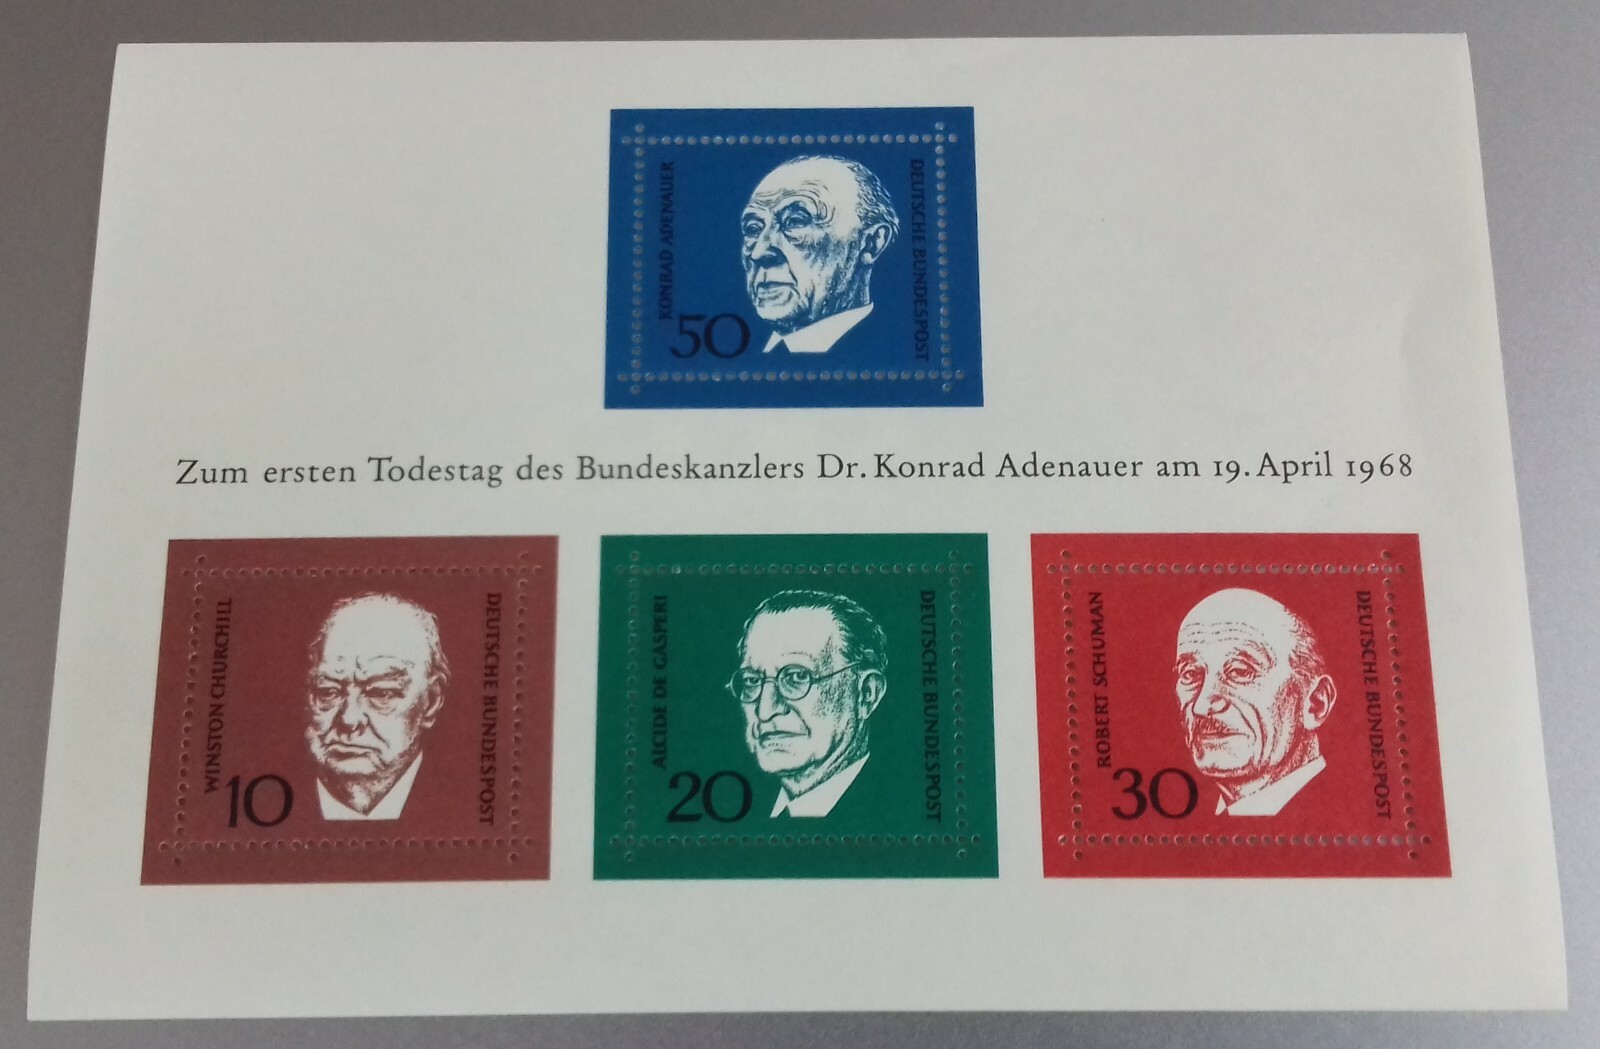 KONRAD ADENAUER
50
DEUTSCHE BUNDESPOST
Zum ersten Todestag des Bundeskanzlers Dr. Konrad Adenauer am 19. April 1968
WINSTON CHURCHILL
10
DEUTSCHE BUNDESPOST
ALCIDE DE GASPERI
20
DEUTSCHE BUNDESPOST
ROBERT SCHUMAN
30
DEUTSCHE BUNDESPOST